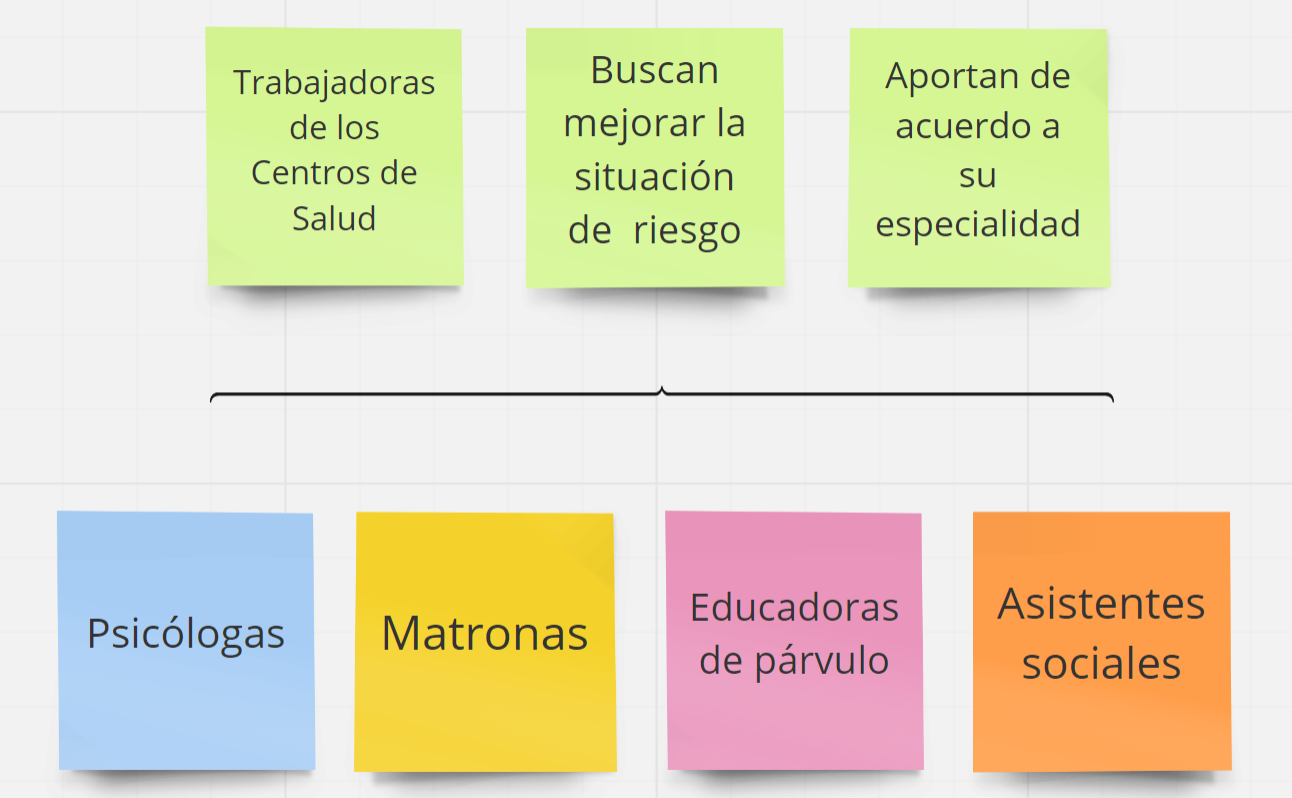 Trabajadoras
de los
Centros de
Salud
Buscan
mejorar la
situación
de riesgo
Aportan de
acuerdo a
su
especialidad
Psicólogas
Matronas
Educadoras
de párvulo
Asistentes
sociales